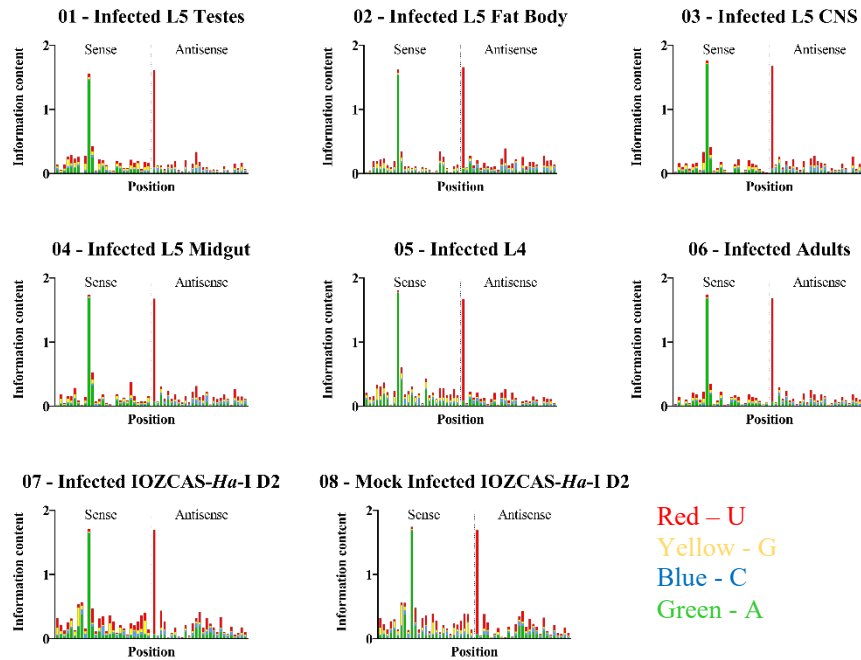 01 - Infected L5 Testes
02 - Infected L5 Fat Body
03 - Infected L5 CNS
2
1
0
Information content
Sense
Antisense
Position
2
1
0
Information content
Sense
Antisense
Position
2
1
0
Information content
Sense
Antisense
Position
04 - Infected L5 Midgut
05 - Infected L4
06 - Infected Adults
2
1
0
Information content
Sense
Antisense
Position
2
1
0
Information content
Sense
Antisense
Position
2
1
0
Information content
Sense
Antisense
Position
07 - Infected IOZCAS-Ha-I D2
08 - Mock Infected IOZCAS-Ha-I D2
2
1
0
Information content
Sense
Antisense
Position
2
1
0
Information content
Sense
Antisense
Position
Red – U
Yellow - G
Blue - C
Green - A